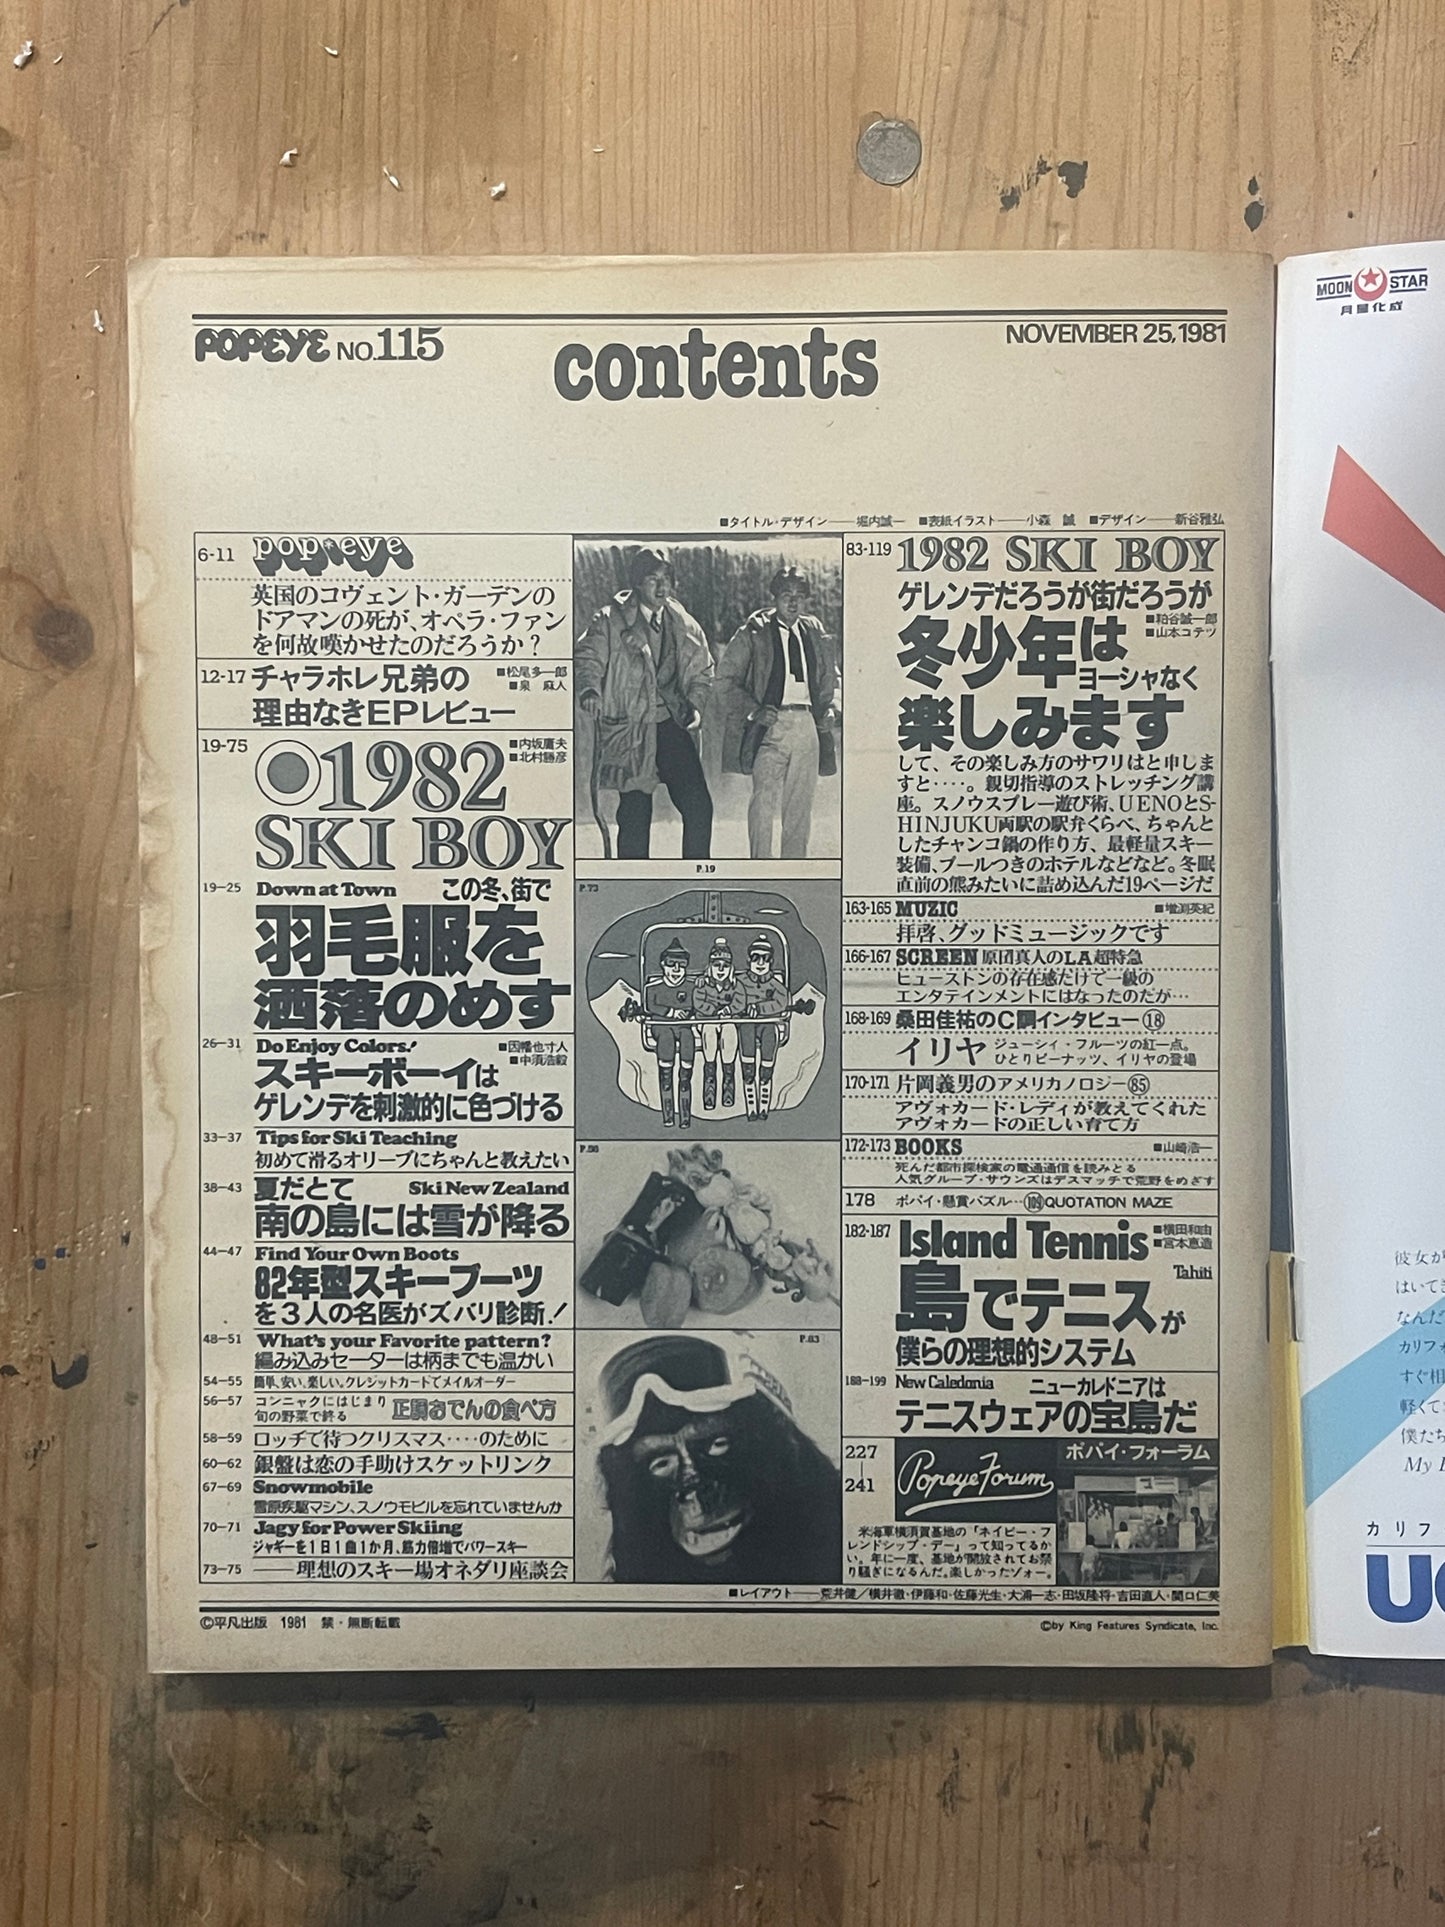 POPEYE NO.115
contents
NOVEMBER 25, 1981
■タイトル・デザイン——堀内誠一 ■表紙イラスト——小森 誠 ■デザイン——新谷雅弘
6-11 pop*eye
英国のコヴェント・ガーデンの
ドアマンの死が、オペラ・ファン
を何故嘆かせたのだろうか?
12-17 チャラホレ兄弟の
■松尾多一郎
■泉 麻人
理由なきEPレビュー
19-75
1982
■内坂庸夫
■北村勝彦
SKI BOY
19-25 Down at Town この冬、街で
羽毛服を
洒落のめす
26-31 Do Enjoy Colors!
■因幡也寸人
■中須浩毅
スキーボーイは
ゲレンデを刺激的に色づける
33-37 Tips for Ski Teaching
初めて滑るオリーブにちゃんと教えたい
38-43 夏だとて Ski New Zealand
南の島には雪が降る
44-47 Find Your Own Boots
82年型スキーブーツ
を3人の名医がズバリ診断!
48-51 What's your Favorite pattern?
編み込みセーターは柄までも温かい
54-55 簡単、安い、楽しい。クレジットカードでメイルオーダー
56-57 コンニャクにはじまり
旬の野菜で終る
正調おでんの食べ方
58-59 ロッヂで待つクリスマス‥‥のために
60-62 銀盤は恋の手助けスケットリンク
67-69 Snowmobile
雪原疾駆マシン、スノウモビルを忘れていませんか
70-71 Jagy for Power Skiing
ジャギーを1日1曲1か月、筋力倍増でパワースキー
73-75 ——理想のスキー場オネダリ座談会
P.19
P.73
P.83
83-119 1982 SKI BOY
ゲレンデだろうが街だろうが
■粕谷誠一郎
■山本コテツ
冬少年は
ヨーシャなく
楽しみます
して、その楽しみ方のサワリはと申しま
すと‥‥。親切指導のストレッチング講
座。スノウスプレー遊び術、UENOとS-
HINJUKU両駅の駅弁くらべ、ちゃんと
したチャンコ鍋の作り方、最軽量スキー
装備、プールつきのホテルなどなど。冬眠
直前の熊みたいに詰め込んだ19ページだ
163-165 MUZIC ■増渕英紀
拝啓、グッドミュージックです
166-167 SCREEN 原田真人のLA超特急
ヒューストンの存在感だけで一級の
エンタテインメントにはなったのだが…
168-169 桑田佳祐のC調インタビュー⑱
イリヤ
ジューシィ・フルーツの紅一点。
ひとりピーナッツ、イリヤの登場
170-171 片岡義男のアメリカノロジー(85)
アヴォカード・レディが教えてくれた
アヴォカードの正しい育て方
172-173 BOOKS ■山崎浩一
死んだ都市探検家の電通通信を読みとる
人気グループ・サウンズはデスマッチで荒野をめざす
178 ポパイ・懸賞パズル…(109)QUOTATION MAZE
182-187 Island Tennis
■横田和由
■宮本恵造
Tahiti
島でテニスが
僕らの理想的システム
188-199 New Caledonia ニューカレドニアは
テニスウェアの宝島だ
227
|
241
Popeye Forum
ポパイ・フォーラム
米海軍横須賀基地の「ネイビー・フ
レンドシップ・デー」って知ってるか
い。年に一度、基地が開放されてお祭
り騒ぎになるんだ。楽しかったゾォー。
■レイアウト——荒井健/横井徹・伊藤和・佐藤光生・大浦一志・田坂隆将・吉田直人・関口仁美
©平凡出版 1981 禁・無断転載
©by King Features Syndicate, Inc.
MOON STAR
月星化成
彼女が
はいてき
なんだ
カリフォ
すぐ相
軽くて
僕たち
My
カリフ